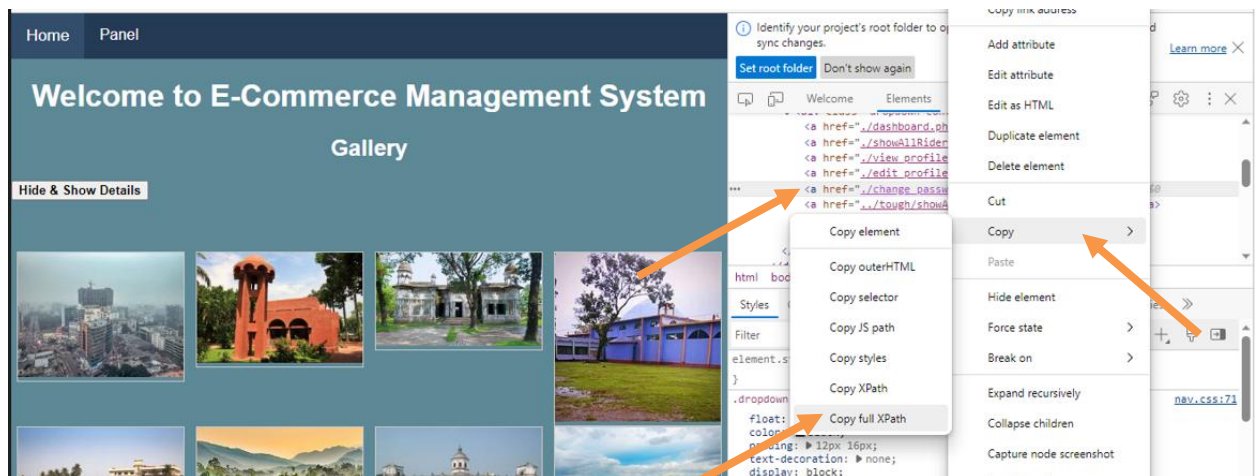 Home Panel
Welcome to E-Commerce Management System
Gallery
Hide & Show Details
Identify your project's root folder to
sync changes.
Learn more
Set root folder Don't show again
Welcome Elements
<a href="./dashboard.ph
<a href="./showAllRider
<a href="./view_profile
<a href="./edit_profile
<a href="./change_passw
<a href="../tough/showA
a>
html bod
Styles
Filter
element.s
}
.dropdown
nav.css:71
float:
color:
padding: 12px 16px;
text-decoration: none;
display: block;
Copy element
Copy outerHTML
Copy selector
Copy JS path
Copy styles
Copy XPath
Copy full XPath
Copy link address
Add attribute
Edit attribute
Edit as HTML
Duplicate element
Delete element
Cut
Copy
Paste
Hide element
Force state
Break on
Expand recursively
Collapse children
Capture node screenshot